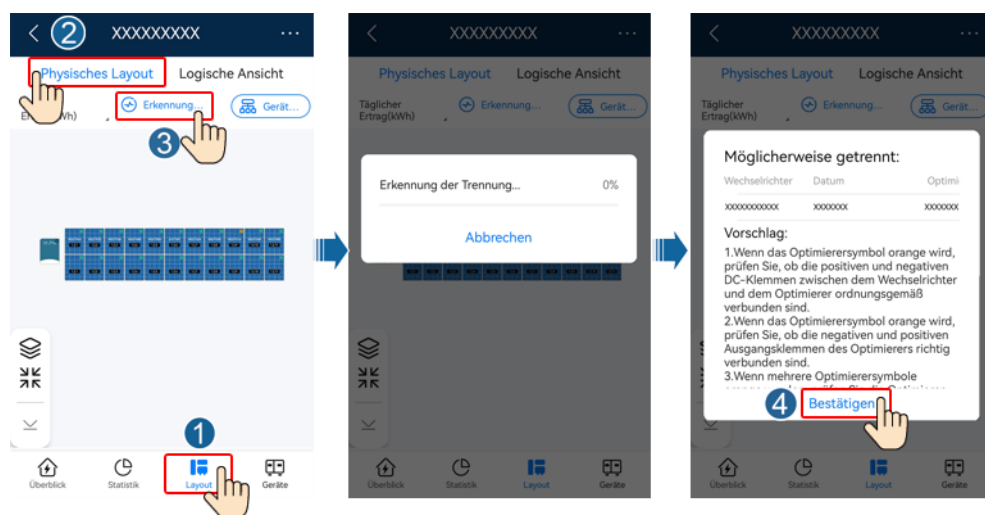 2
XXXXXXXXX
Physisches Layout Logische Ansicht
Erkennung... Gerät...
3
1
Überblick Statistik Layout Geräte
XXXXXXXXX
Physisches Layout Logische Ansicht
Täglicher
Ertrag(kWh)
Erkennung... Gerät...
Erkennung der Trennung... 0%
Abbrechen
Überblick Statistik Layout Geräte
XXXXXXXXX
Physisches Layout Logische Ansicht
Täglicher
Ertrag(kWh)
Erkennung... Gerät...
Möglicherweise getrennt:
Wechselrichter Datum Optimi
xxxxxxxxxxx xxxxxxx xxxxxxx
Vorschlag:
1.Wenn das Optimierersymbol orange wird,
prüfen Sie, ob die positiven und negativen
DC-Klemmen zwischen dem Wechselrichter
und dem Optimierer ordnungsgemäß
verbunden sind.
2.Wenn das Optimierersymbol orange wird,
prüfen Sie, ob die negativen und positiven
Ausgangsklemmen des Optimierers richtig
verbunden sind.
3.Wenn mehrere Optimierersymbole
4
Bestätigen
Überblick Statistik Layout Geräte